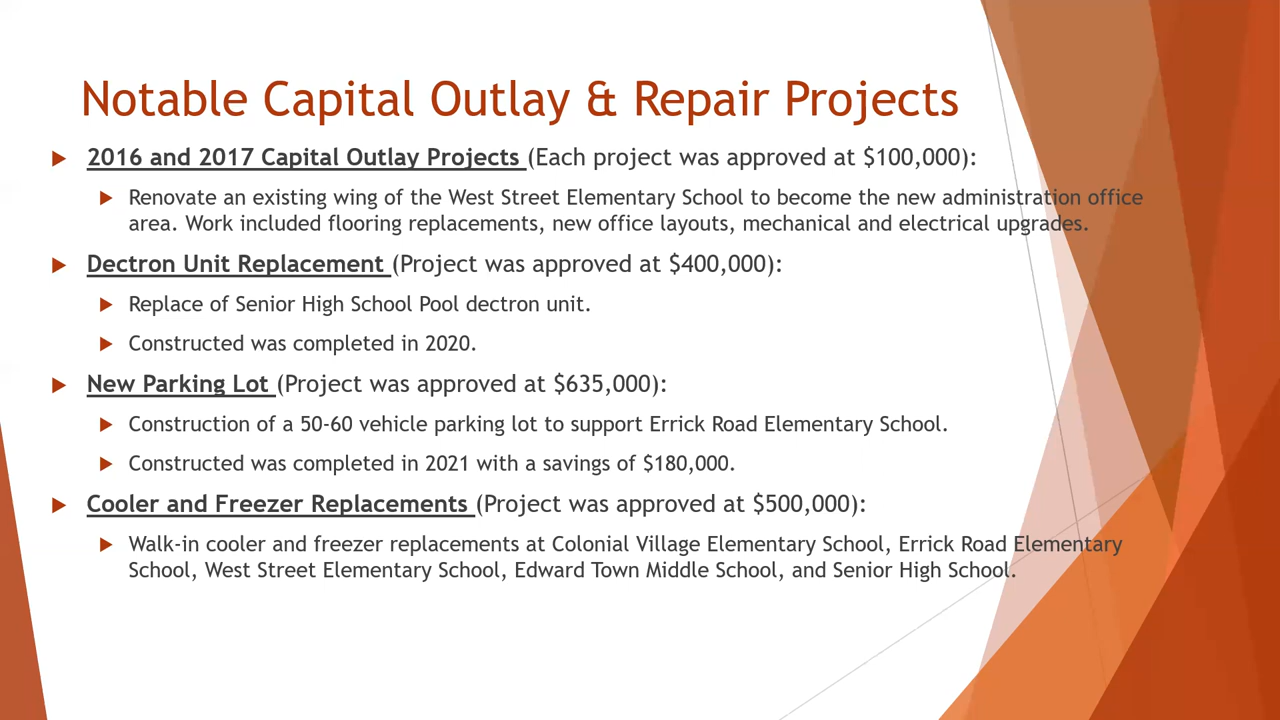 Notable Capital Outlay & Repair Projects
2016 and 2017 Capital Outlay Projects (Each project was approved at $100,000):
Renovate an existing wing of the West Street Elementary School to become the new administration office
area. Work included flooring replacements, new office layouts, mechanical and electrical upgrades.
Dectron Unit Replacement (Project was approved at $400,000):
Replace of Senior High School Pool dectron unit.
Constructed was completed in 2020.
New Parking Lot (Project was approved at $635,000):
Construction of a 50-60 vehicle parking lot to support Errick Road Elementary School.
Constructed was completed in 2021 with a savings of $180,000.
Cooler and Freezer Replacements (Project was approved at $500,000):
Walk-in cooler and freezer replacements at Colonial Village Elementary School, Errick Road Elementary
School, West Street Elementary School, Edward Town Middle School, and Senior High School.